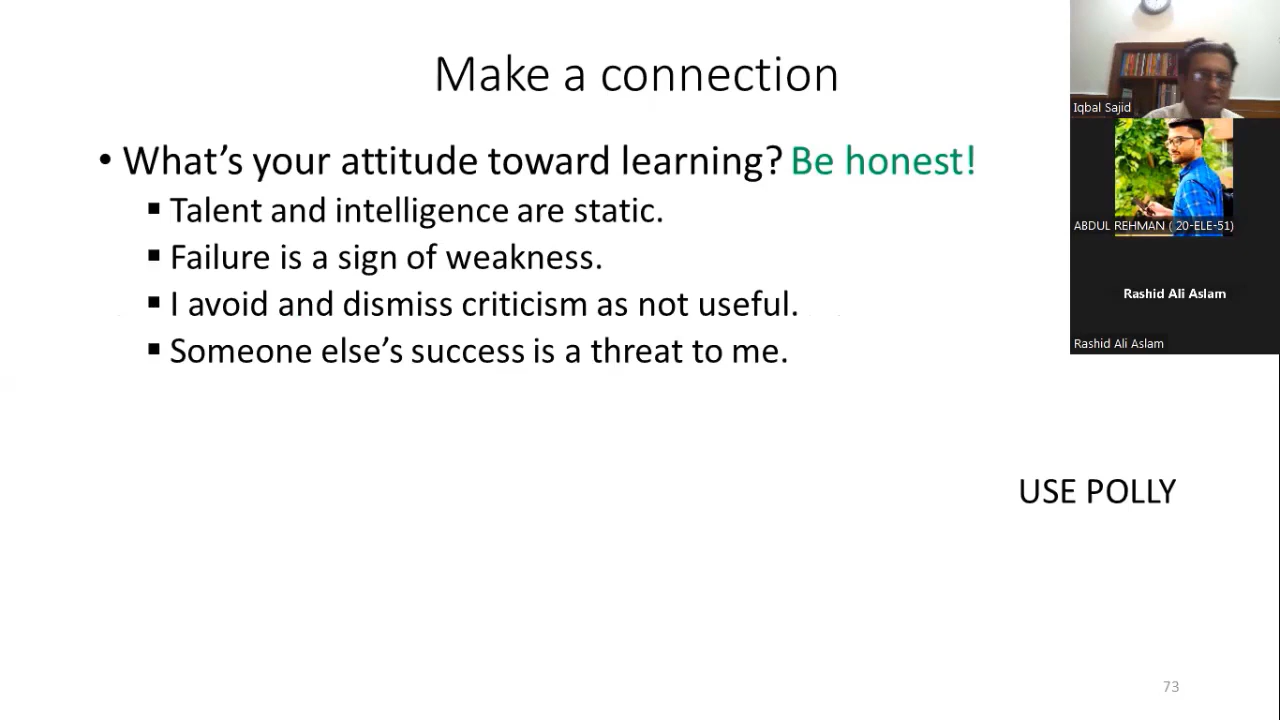 Make a connection
• What's your attitude toward learning? Be honest!
▪ Talent and intelligence are static.
▪ Failure is a sign of weakness.
▪ I avoid and dismiss criticism as not useful.
▪ Someone else's success is a threat to me.
USE POLLY
73
Iqbal Sajid
ABDUL REHMAN ( 20-ELE-51)
Rashid Ali Aslam
Rashid Ali Aslam